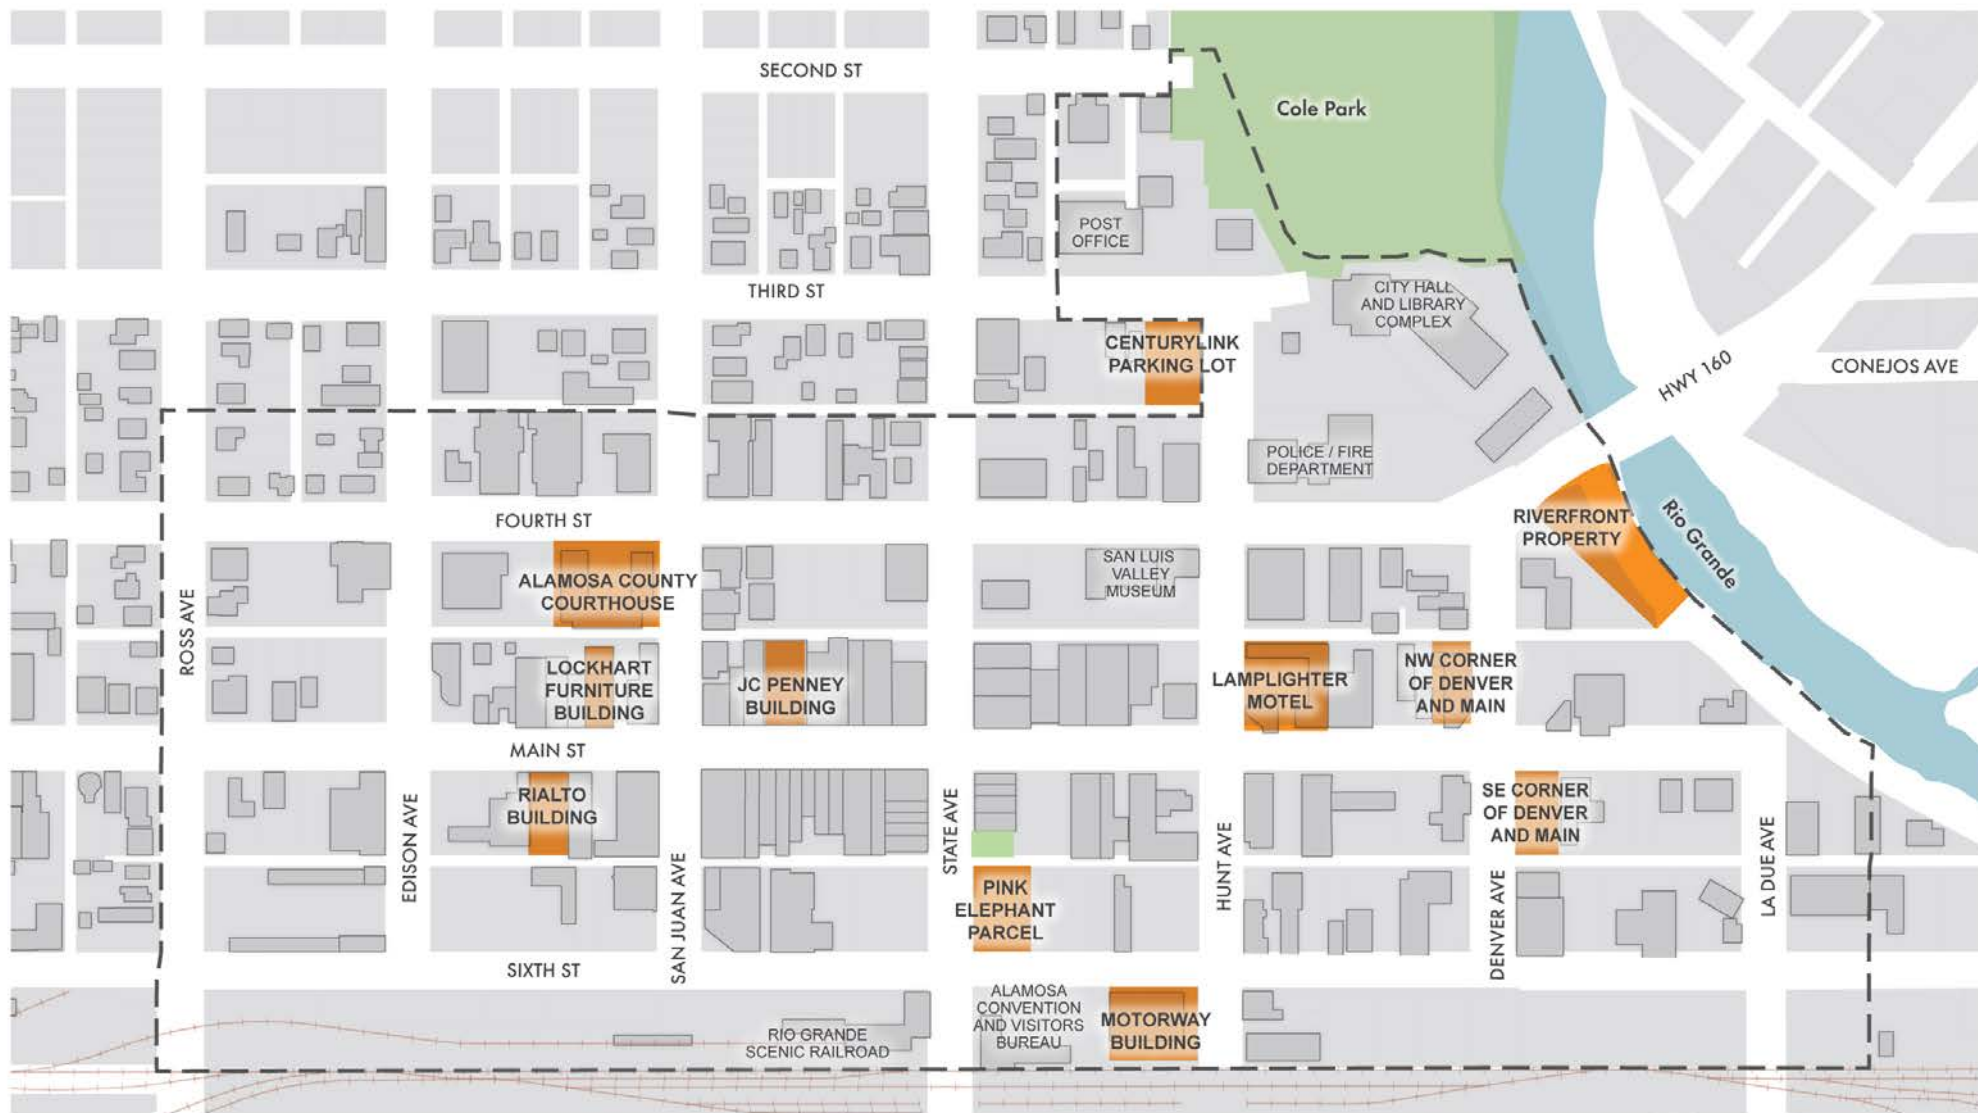 SECOND ST
Cole Park
POST
OFFICE
THIRD ST
CITY HALL
AND LIBRARY
COMPLEX
CENTURYLINK
PARKING LOT
HWY 160
CONEJOS AVE
POLICE / FIRE
DEPARTMENT
FOURTH ST
RIVERFRONT
PROPERTY
Rio Grande
SAN LUIS
VALLEY
MUSEUM
ALAMOSA COUNTY
COURTHOUSE
ROSS AVE
LOCKHART
FURNITURE
BUILDING
JC PENNEY
BUILDING
LAMPLIGHTER
MOTEL
NW CORNER
OF DENVER
AND MAIN
MAIN ST
RIALTO
BUILDING
EDISON AVE
SAN JUAN AVE
STATE AVE
HUNT AVE
SE CORNER
OF DENVER
AND MAIN
DENVER AVE
LA DUE AVE
PINK
ELEPHANT
PARCEL
SIXTH ST
RIO GRANDE
SCENIC RAILROAD
ALAMOSA
CONVENTION
AND VISITORS
BUREAU
MOTORWAY
BUILDING